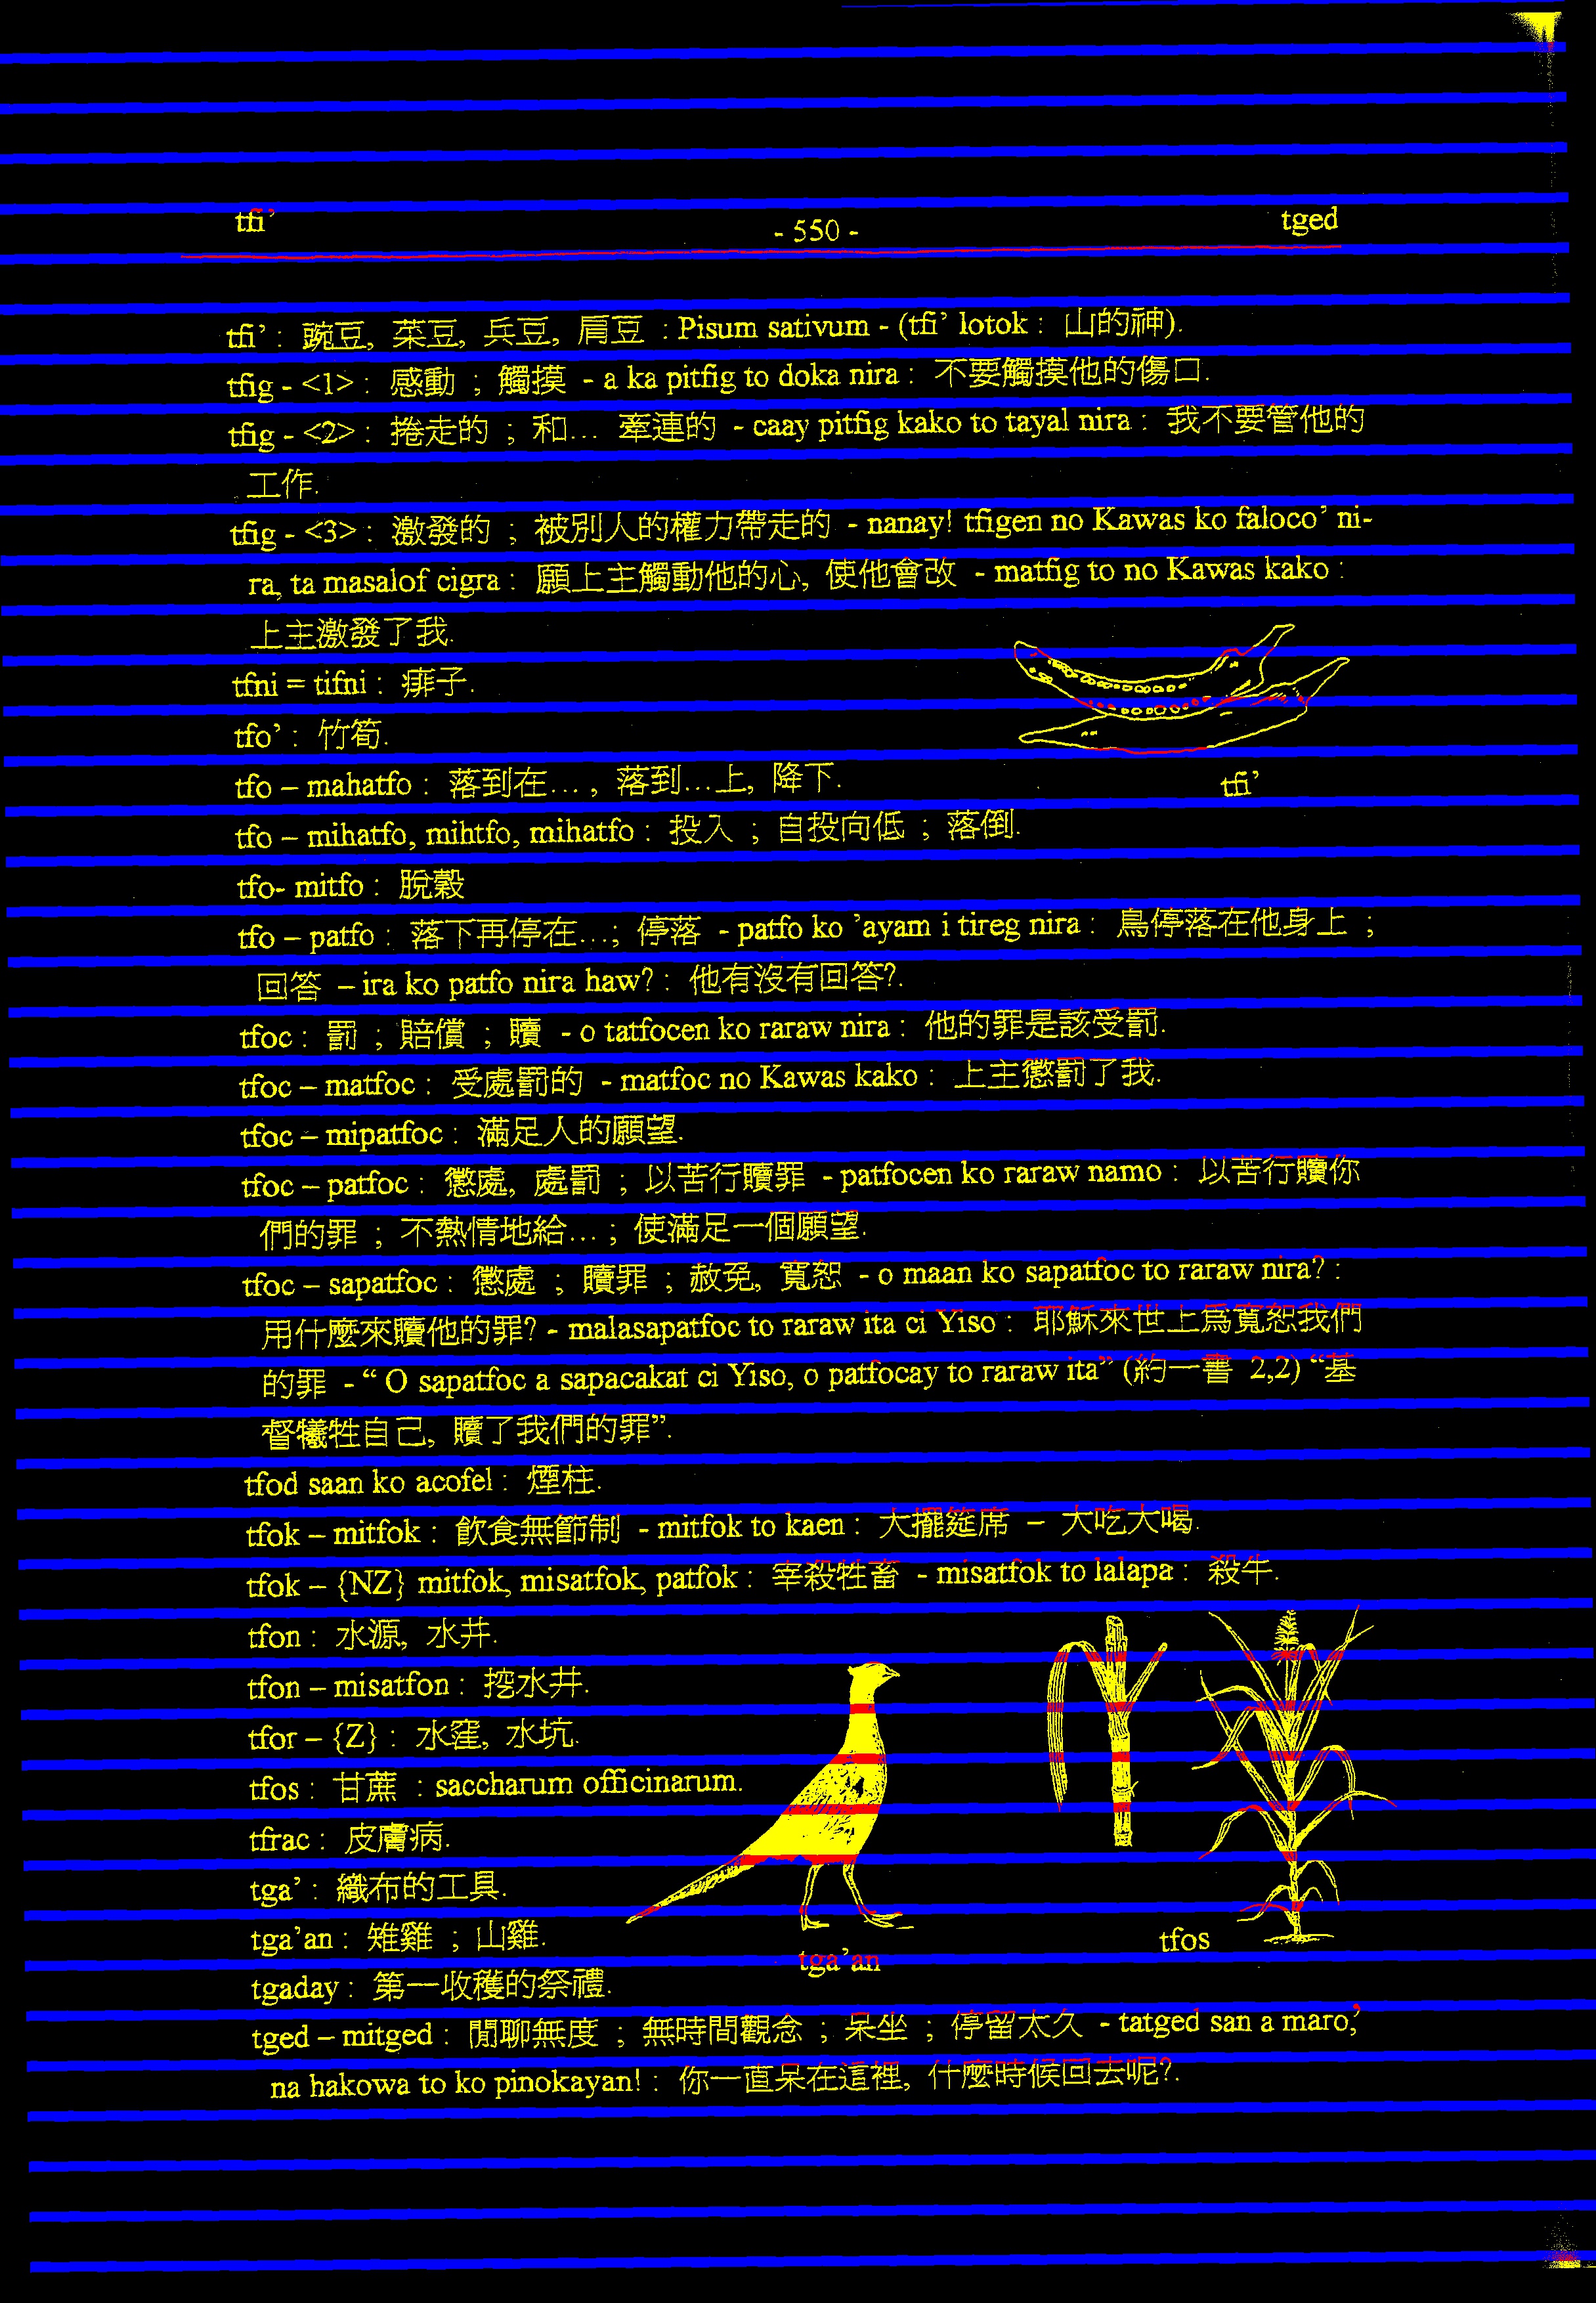 tfi’
- 550 -
tged
tfi’ : 豌豆, 菜豆, 兵豆, 肩豆 : Pisum sativum - (tfi’ lotok : 山的神).
tfig - <1> : 感動 ; 觸摸 - a ka pitfig to doka nira : 不要觸摸他的傷口.
tfig - <2> : 捲走的 ; 和... 牽連的 - caay pitfig kako to tayal nira : 我不要管他的
工作.
tfig - <3> : 激發的 ; 被別人的權力帶走的 - nanay! tfigen no Kawas ko faloco’ ni-
ra, ta masalof cigra : 願上主觸動他的心, 使他會改 - matfig to no Kawas kako :
上主激發了我.
tfni = tifni : 痱子.
tfo’ : 竹筍.
tfo – mahatfo : 落到在... , 落到...上, 降下.
tfi’
tfo – mihatfo, mihtfo, mihatfo : 投入 ; 自投向低 ; 落倒.
tfo- mitfo : 脫穀
tfo – patfo : 落下再停在...; 停落 - patfo ko ’ayam i tireg nira : 鳥停落在他身上 ;
回答 – ira ko patfo nira haw? : 他有沒有回答?.
tfoc : 罰 ; 賠償 ; 贖 - o tatfocen ko raraw nira : 他的罪是該受罰.
tfoc – matfoc : 受處罰的 - matfoc no Kawas kako : 上主懲罰了我.
tfoc – mipatfoc : 滿足人的願望.
tfoc – patfoc : 懲處, 處罰 ; 以苦行贖罪 - patfocen ko raraw namo : 以苦行贖你
們的罪 ; 不熱情地給... ; 使滿足一個願望.
tfoc – sapatfoc : 懲處 ; 贖罪 ; 赦免, 寬恕 - o maan ko sapatfoc to raraw nira? :
用什麼來贖他的罪? - malasapatfoc to raraw ita ci Yiso : 耶穌來世上爲寬恕我們
的罪 - “ O sapatfoc a sapacakat ci Yiso, o patfocay to raraw ita” (約一書 2,2) “基
督犧牲自己, 贖了我們的罪”.
tfod saan ko acofel : 煙柱.
tfok – mitfok : 飲食無節制 - mitfok to kaen : 大擺筵席 – 大吃大喝.
tfok – {NZ} mitfok, misatfok, patfok : 宰殺牲畜 - misatfok to lalapa : 殺牛.
tfon : 水源, 水井.
tfon – misatfon : 挖水井.
tfor – {Z} : 水窪, 水坑.
tfos : 甘蔗 : saccharum officinarum.
tfrac : 皮膚病.
tga’ : 織布的工具.
tga’an : 雉雞 ; 山雞.
tga’an
tfos
tgaday : 第一收穫的祭禮.
tged – mitged : 閒聊無度 ; 無時間觀念 ; 呆坐 ; 停留太久 - tatged san a maro,’
na hakowa to ko pinokayan! : 你一直呆在這裡, 什麼時候回去呢?.